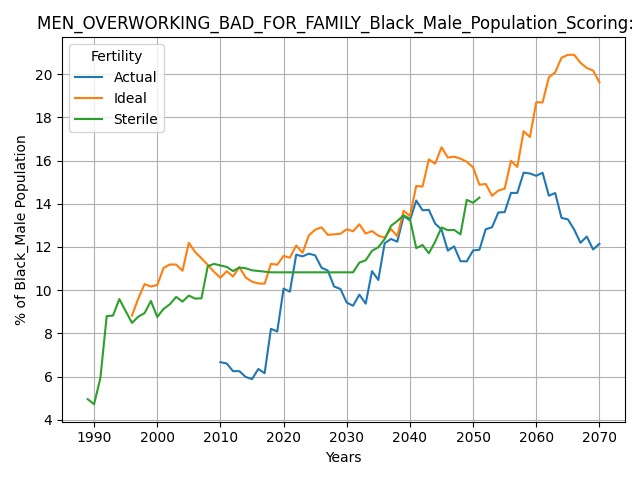 MEN_OVERWORKING_BAD_FOR_FAMILY_Black_Male_Population_Scoring:
Fertility
Actual
Ideal
Sterile
% of Black_Male Population
20
18
16
14
12
10
8
6
4
1990 2000 2010 2020 2030 2040 2050 2060 2070
Years